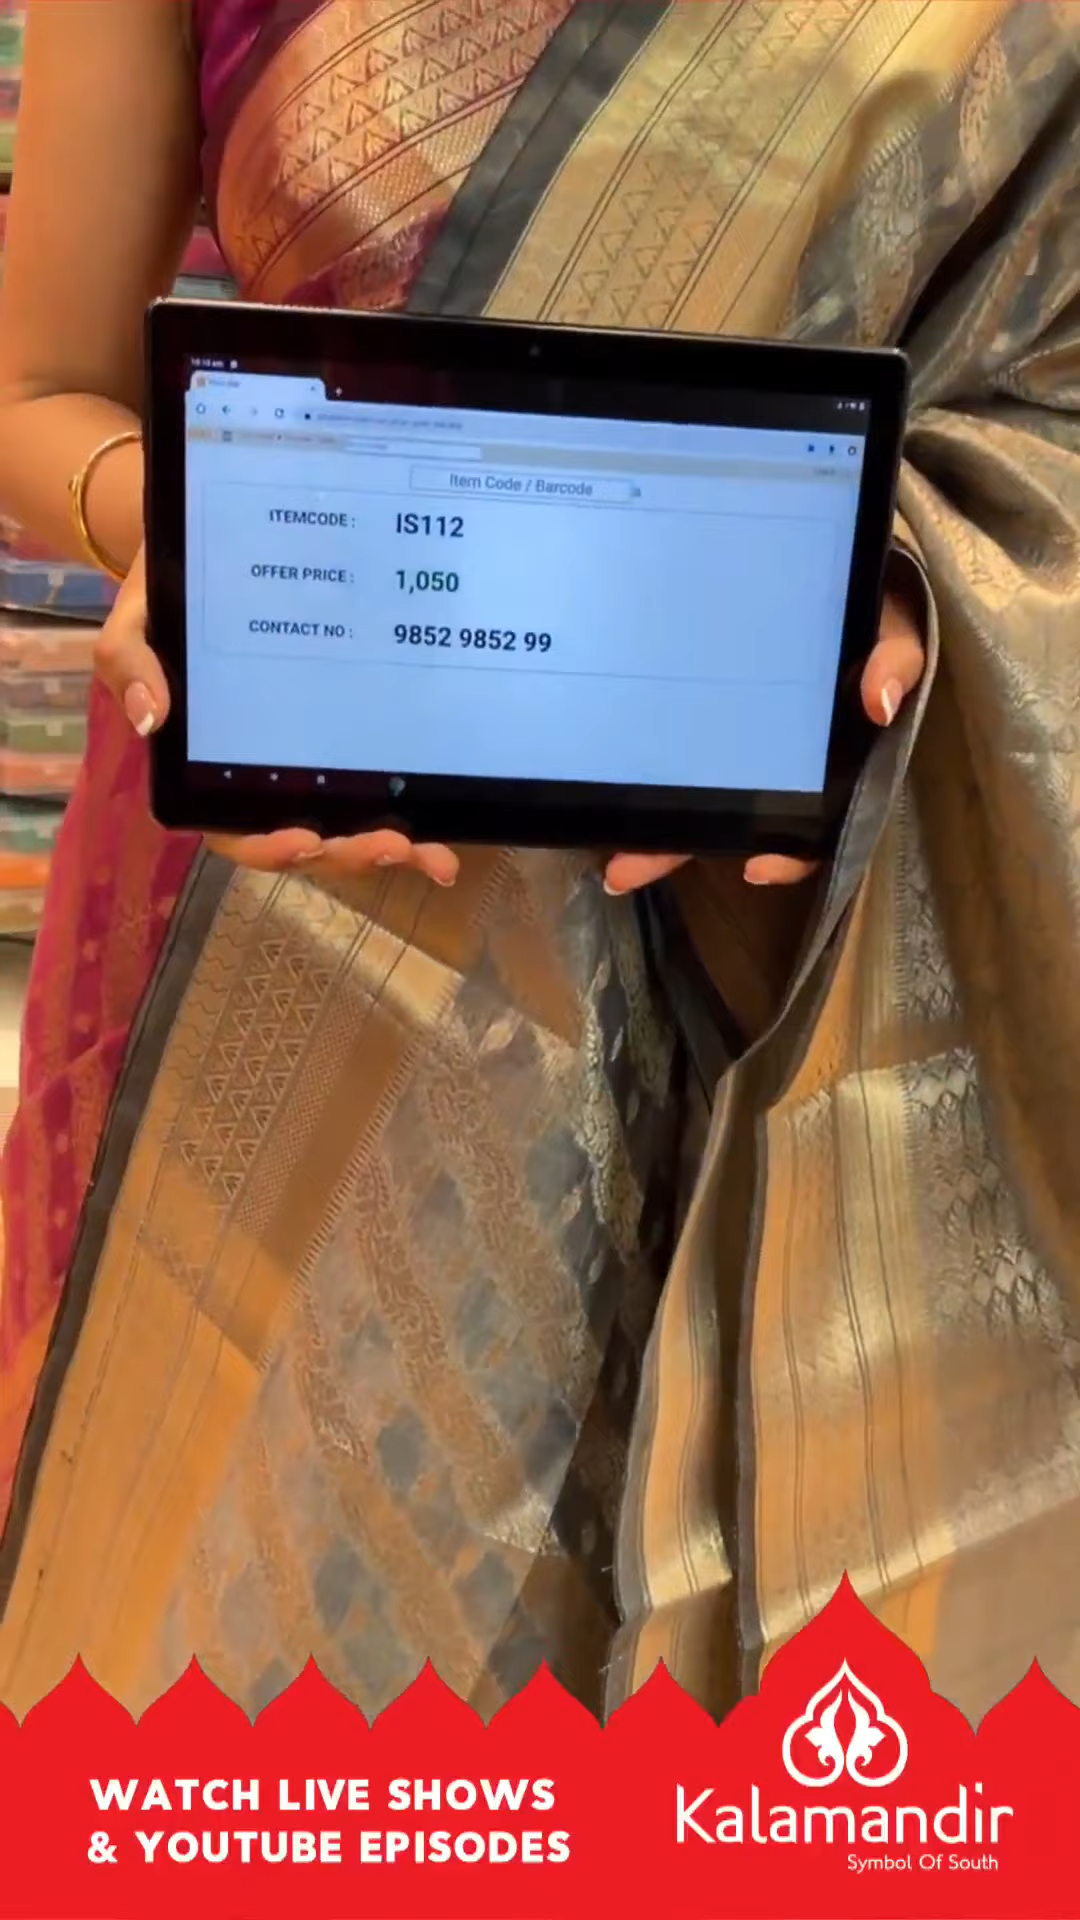 Item Code / Barcode
ITEMCODE : IS112
OFFER PRICE : 1,050
CONTACT NO : 9852 9852 99
WATCH LIVE SHOWS
& YOUTUBE EPISODES
Kalamandir
Symbol Of South